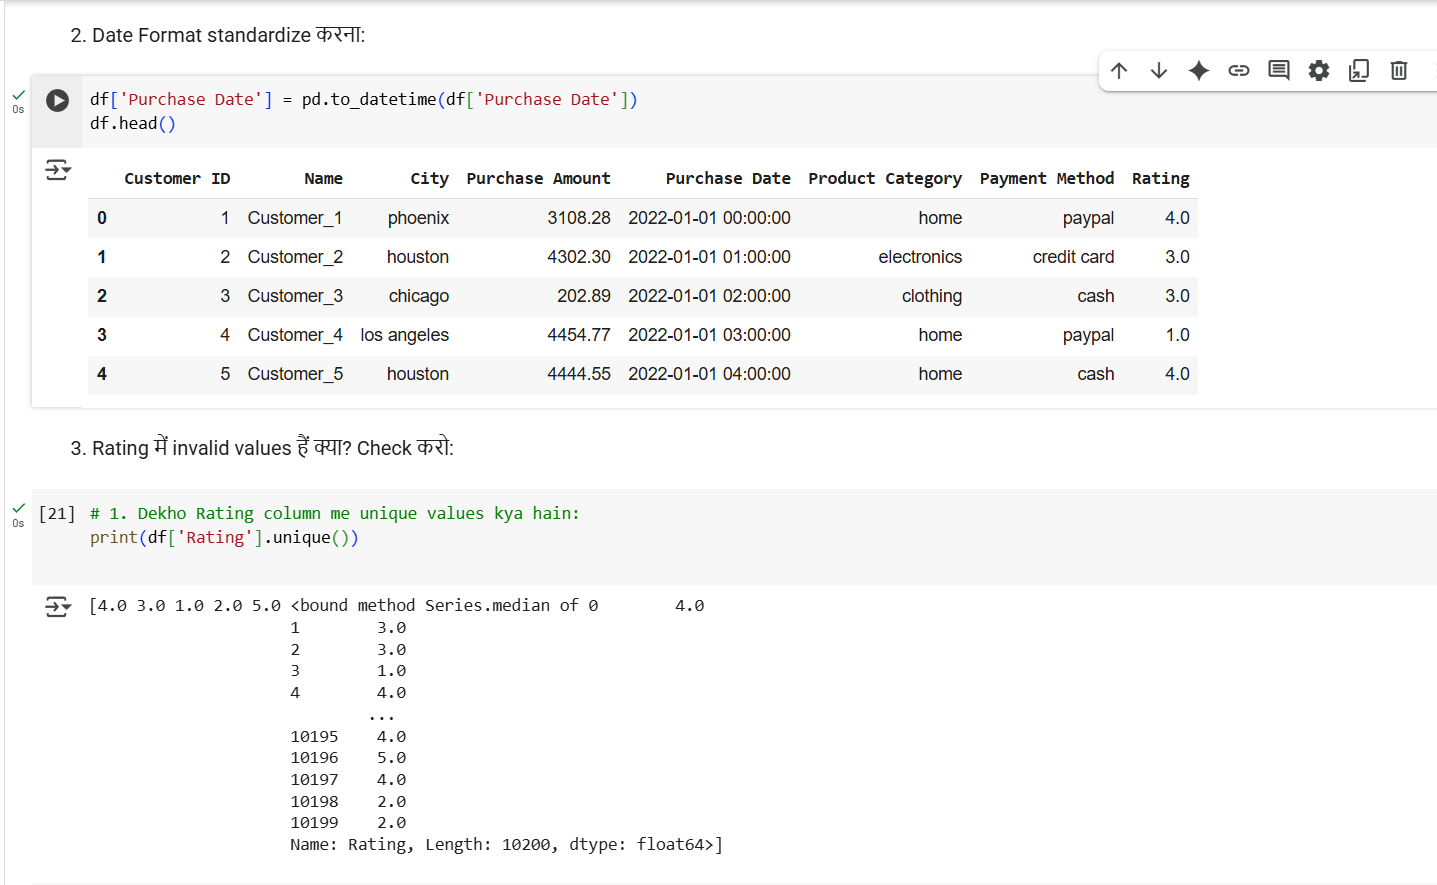 2. Date Format standardize करना:
0s
df['Purchase Date'] = pd.to_datetime(df['Purchase Date'])
df.head()
Customer ID Name City Purchase Amount Purchase Date Product Category Payment Method Rating
0 1 Customer_1 phoenix 3108.28 2022-01-01 00:00:00 home paypal 4.0
1 2 Customer_2 houston 4302.30 2022-01-01 01:00:00 electronics credit card 3.0
2 3 Customer_3 chicago 202.89 2022-01-01 02:00:00 clothing cash 3.0
3 4 Customer_4 los angeles 4454.77 2022-01-01 03:00:00 home paypal 1.0
4 5 Customer_5 houston 4444.55 2022-01-01 04:00:00 home cash 4.0
3. Rating में invalid values हैं क्या? Check करो:
0s
[21] # 1. Dekho Rating column me unique values kya hain:
print(df['Rating'].unique())
[4.0 3.0 1.0 2.0 5.0 <bound method Series.median of 0 4.0
1 3.0
2 3.0
3 1.0
4 4.0
...
10195 4.0
10196 5.0
10197 4.0
10198 2.0
10199 2.0
Name: Rating, Length: 10200, dtype: float64>]